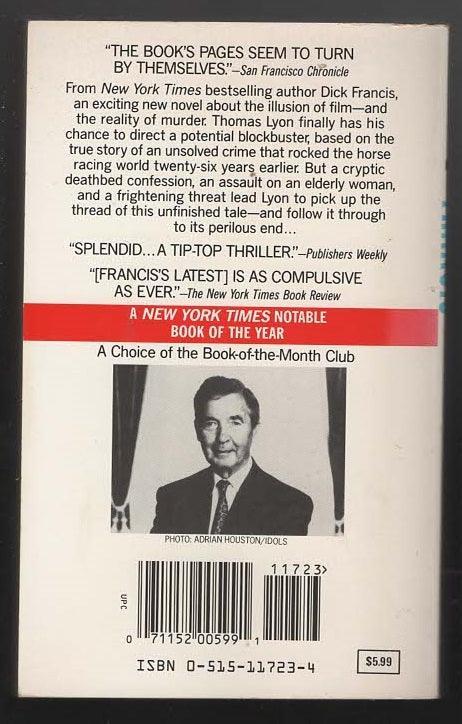 “THE BOOK’S PAGES SEEM TO TURN
BY THEMSELVES.”—San Francisco Chronicle
From New York Times bestselling author Dick Francis,
an exciting new novel about the illusion of film—and
the reality of murder. Thomas Lyon finally has his
chance to direct a potential blockbuster, based on the
true story of an unsolved crime that rocked the horse
racing world twenty-six years earlier. But a cryptic
deathbed confession, an assault on an elderly woman,
and a frightening threat lead Lyon to pick up the
thread of this unfinished tale—and follow it through
to its perilous end...
“SPLENDID...A TIP-TOP THRILLER.”—Publishers Weekly
“[FRANCIS’S LATEST] IS AS COMPULSIVE
AS EVER.”—The New York Times Book Review
A NEW YORK TIMES NOTABLE
BOOK OF THE YEAR
A Choice of the Book-of-the-Month Club
PHOTO: ADRIAN HOUSTON/IDOLS
11723>
UPC
0 71152 00599 1
ISBN 0-515-11723-4
$5.99